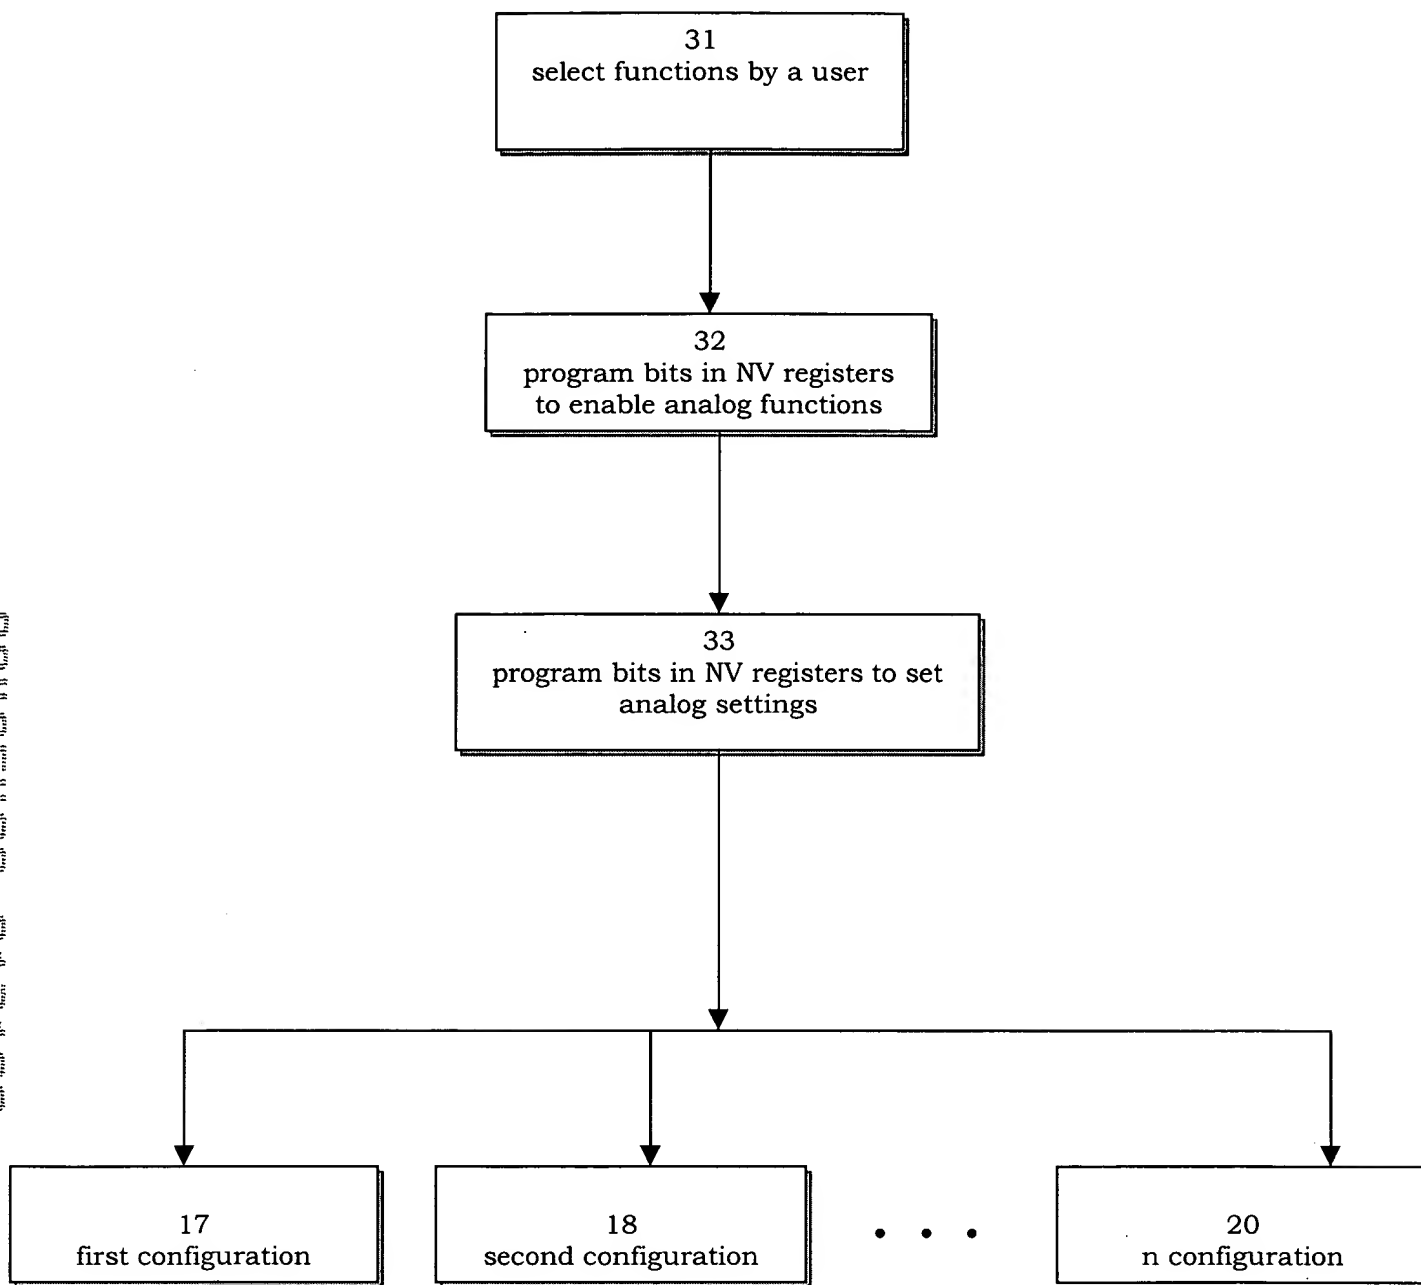 31
select functions by a user
32
program bits in NV registers
to enable analog functions
33
program bits in NV registers to set
analog settings
17
first configuration
18
second configuration
• • •
20
n configuration